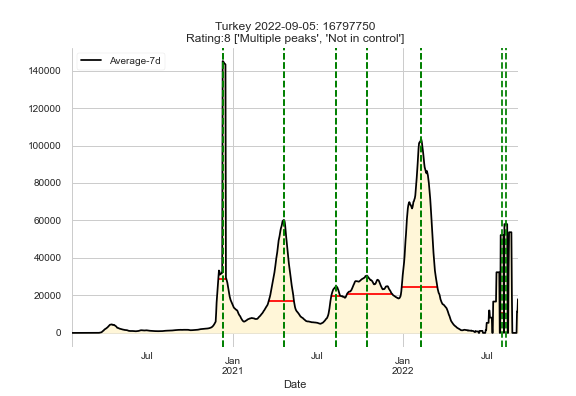 Turkey 2022-09-05: 16797750
Rating:8 ['Multiple peaks', 'Not in control']
Average-7d
140000
120000
100000
80000
60000
40000
20000
0
Jul
Jan
2021
Jul
Jan
2022
Jul
Date